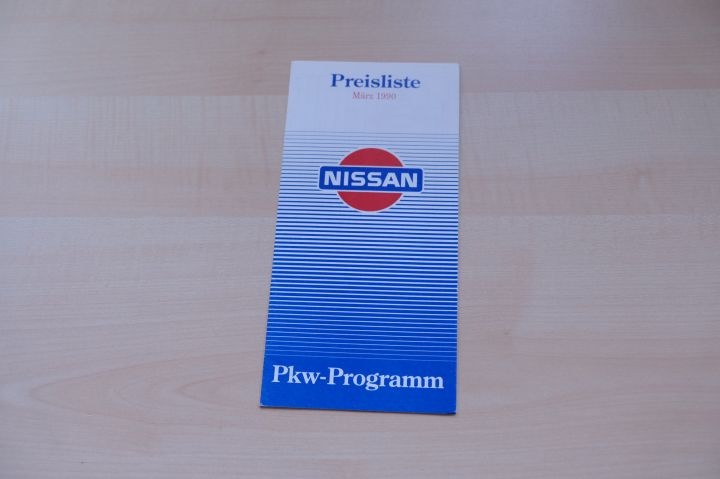 Preisliste
März 1990
NISSAN
Pkw-Programm